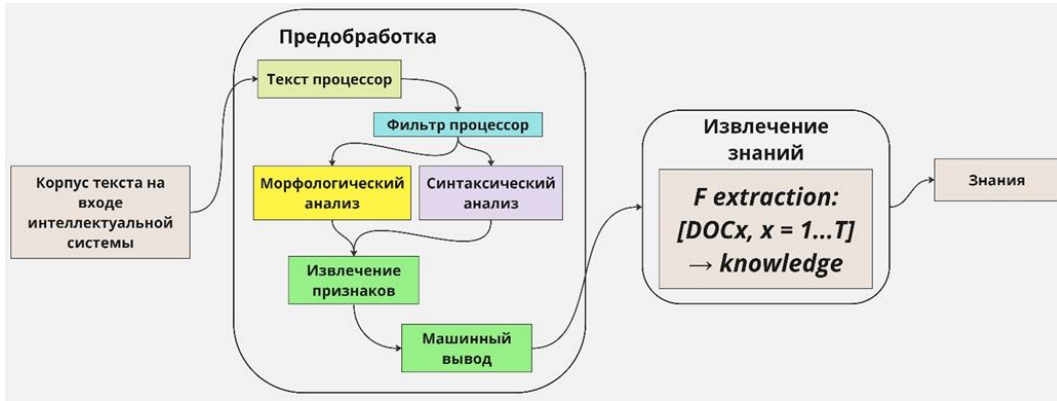 Предобработка
Текст процессор
Фильтр процессор
Морфологический
анализ
Синтаксический
анализ
Извлечение
признаков
Машинный
вывод
Корпус текста на
входе
интеллектуальной
системы
Извлечение
знаний
F extraction:
[DOCx, x = 1...T]
→ knowledge
Знания